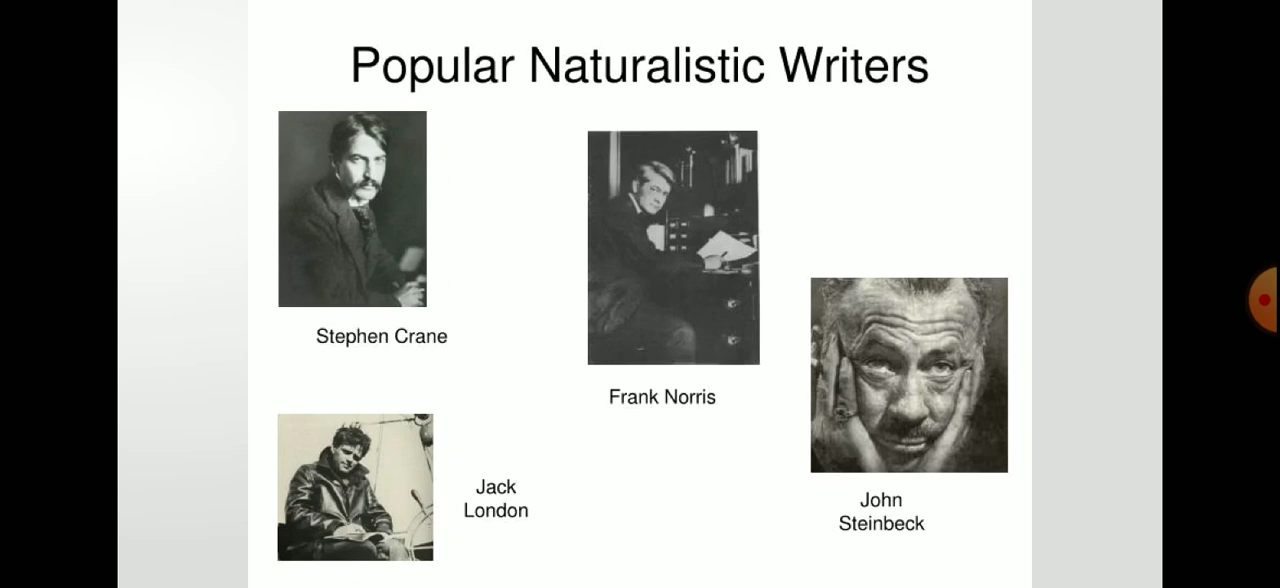 Popular Naturalistic Writers
Stephen Crane
Frank Norris
Jack
London
John
Steinbeck